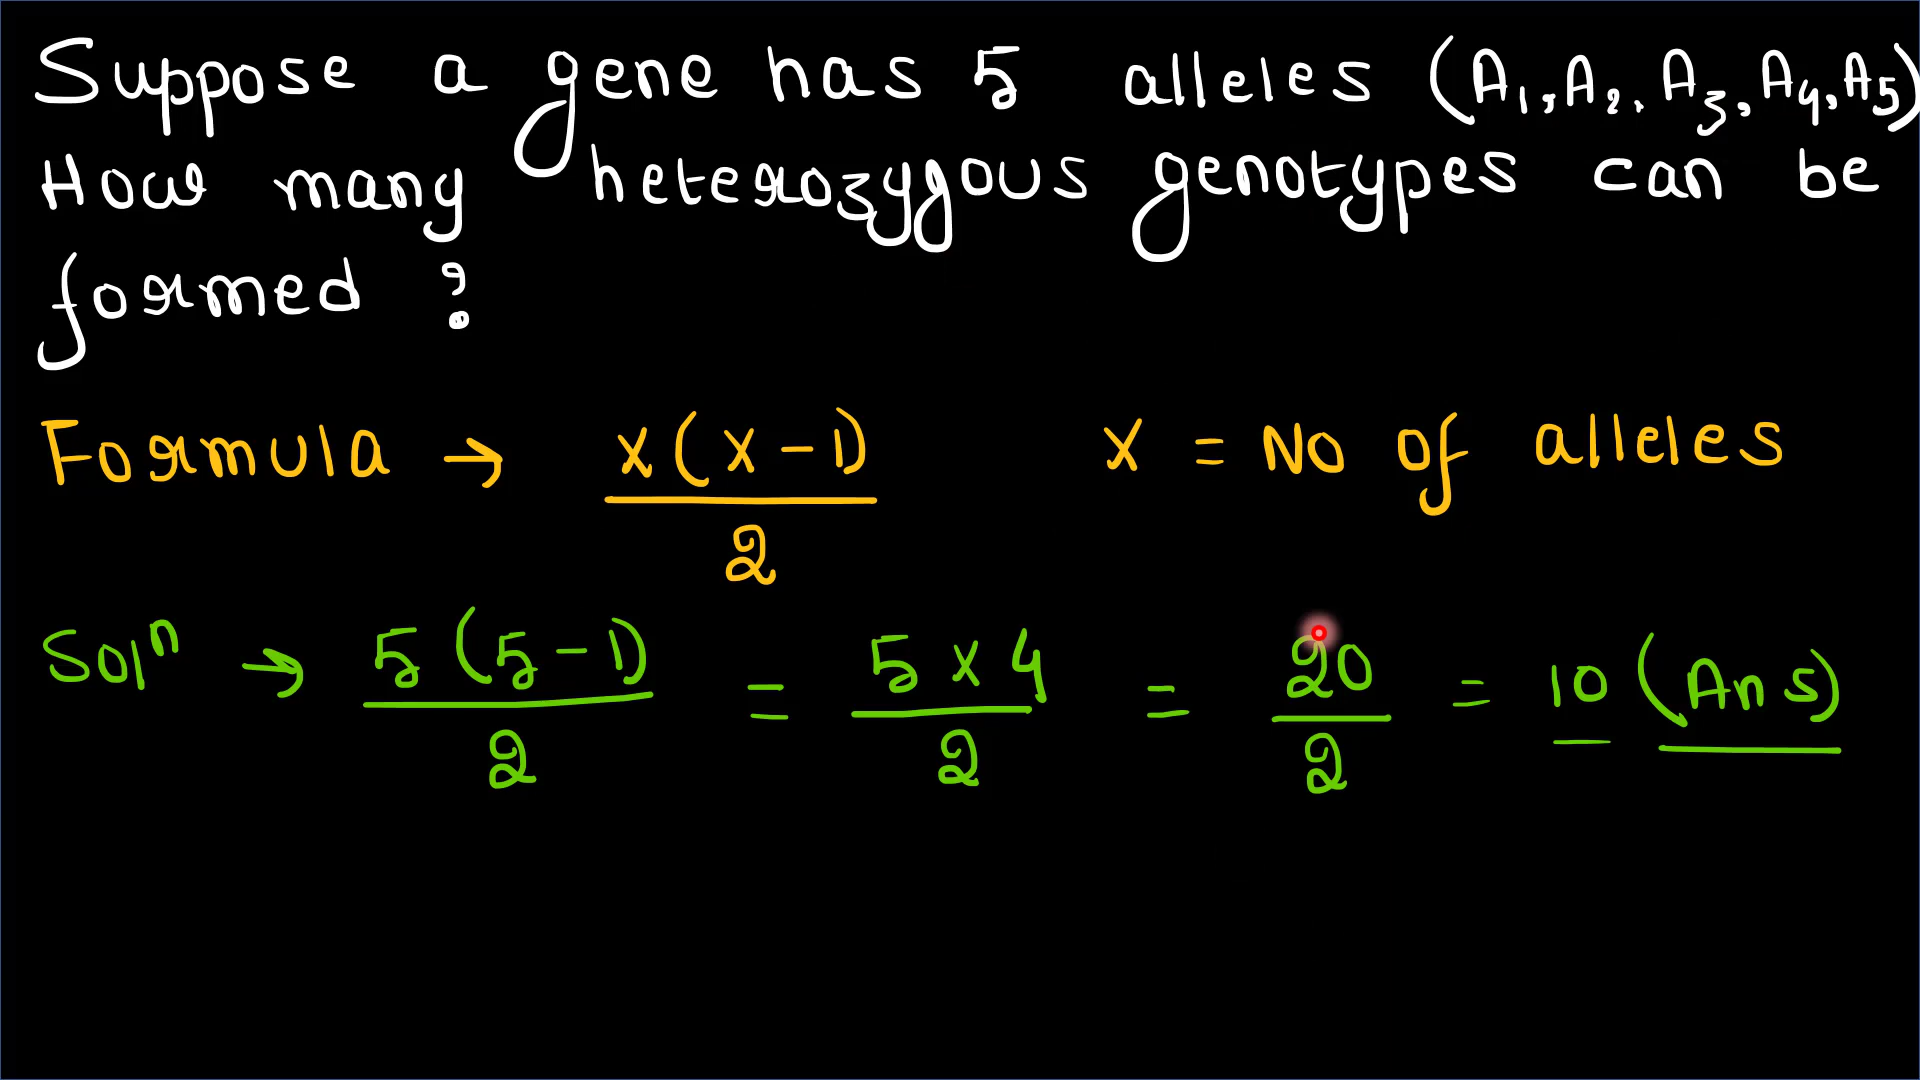 Suppose a gene has 5 alleles (A₁, A₂, A₃, A₄, A₅)
How many heterozygous genotypes can be
formed ?
Formula → x(x-1)/2 x = No of alleles
Solⁿ → 5(5-1)/2 = 5x4/2 = 20/2 = 10 (Ans)